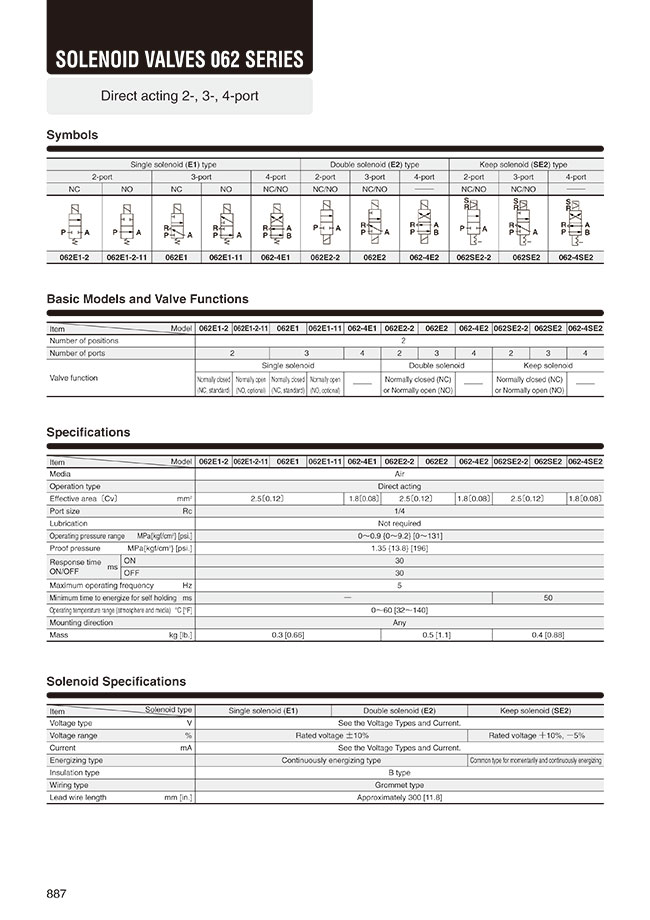 SOLENOID VALVES 062 SERIES
Direct acting 2-, 3-, 4-port
Symbols
Single solenoid (E1) type Double solenoid (E2) type Keep solenoid (SE2) type
2-port 3-port 4-port 2-port 3-port 4-port 2-port 3-port 4-port
NC NO NC NO NC/NO NC/NO NC/NO —— NC/NO NC/NO ——
S S S
R R R
R R R R R R R
P A P A P A P A P A B P A P A P A B P A P A P A B
062E1-2 062E1-2-11 062E1 062E1-11 062-4E1 062E2-2 062E2 062-4E2 062SE2-2 062SE2 062-4SE2
Basic Models and Valve Functions
Item Model 062E1-2 062E1-2-11 062E1 062E1-11 062-4E1 062E2-2 062E2 062-4E2 062SE2-2 062SE2 062-4SE2
Number of positions 2
Number of ports 2 3 4 2 3 4 2 3 4
Valve function Single solenoid Double solenoid Keep solenoid
Normally closed Normally open Normally closed Normally open —— Normally closed (NC) —— Normally closed (NC) ——
(NC, standard) (NO, optional) (NC, standard) (NO, optional) or Normally open (NO) or Normally open (NO)
Specifications
Item Model 062E1-2 062E1-2-11 062E1 062E1-11 062-4E1 062E2-2 062E2 062-4E2 062SE2-2 062SE2 062-4SE2
Media Air
Operation type Direct acting
Effective area〔Cv〕 mm² 2.5〔0.12〕 1.8〔0.08〕 2.5〔0.12〕 1.8〔0.08〕 2.5〔0.12〕 1.8〔0.08〕
Port size Rc 1/4
Lubrication Not required
Operating pressure range MPa{kgf/cm²} [psi.] 0～0.9 {0～9.2} [0～131]
Proof pressure MPa{kgf/cm²} [psi.] 1.35 {13.8} [196]
Response time ON/OFF ms ON 30
OFF 30
Maximum operating frequency Hz 5
Minimum time to energize for self holding ms — 50
Operating temperature range (atmosphere and media) °C [°F] 0～60 [32～140]
Mounting direction Any
Mass kg [lb.] 0.3 [0.66] 0.5 [1.1] 0.4 [0.88]
Solenoid Specifications
Item Solenoid type Single solenoid (E1) Double solenoid (E2) Keep solenoid (SE2)
Voltage type V See the Voltage Types and Current.
Voltage range % Rated voltage ±10% Rated voltage ＋10%, －5%
Current mA See the Voltage Types and Current.
Energizing type Continuously energizing type Common type for momentarily and continuously energizing
Insulation type B type
Wiring type Grommet type
Lead wire length mm [in.] Approximately 300 [11.8]
887